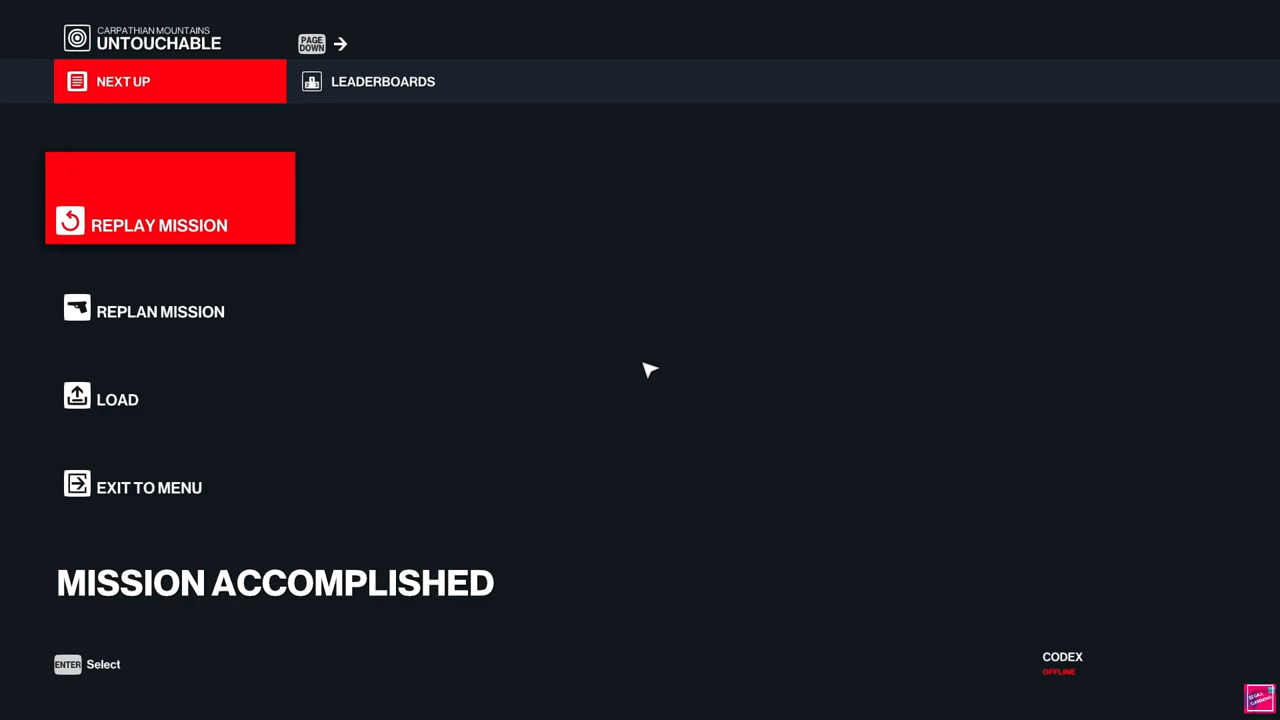 CARPATHIAN MOUNTAINS
UNTOUCHABLE
PAGE DOWN
NEXT UP
LEADERBOARDS
REPLAY MISSION
REPLAN MISSION
LOAD
EXIT TO MENU
MISSION ACCOMPLISHED
ENTER Select
CODEX
OFFLINE